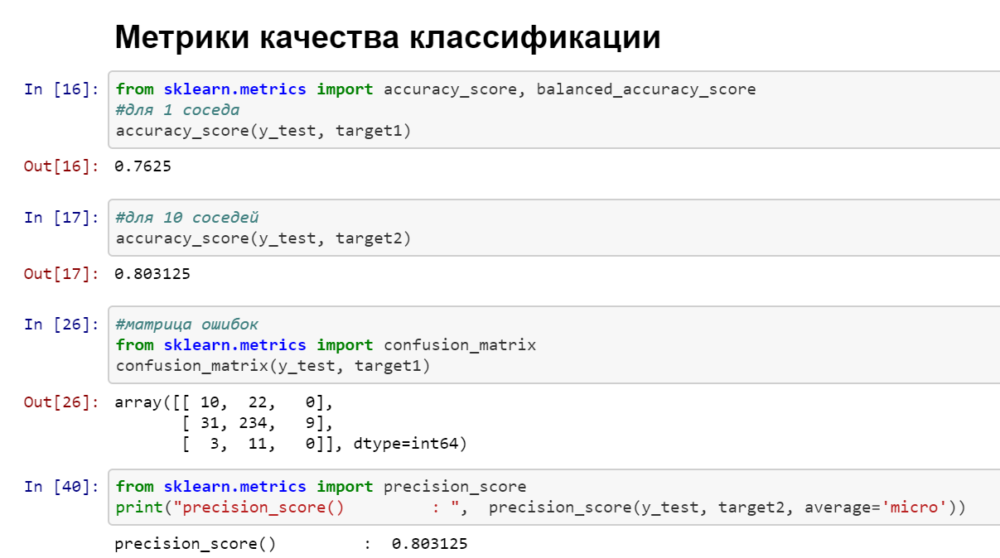 Метрики качества классификации
In [16]: from sklearn.metrics import accuracy_score, balanced_accuracy_score
#для 1 соседа
accuracy_score(y_test, target1)
Out[16]: 0.7625
In [17]: #для 10 соседей
accuracy_score(y_test, target2)
Out[17]: 0.803125
In [26]: #матрица ошибок
from sklearn.metrics import confusion_matrix
confusion_matrix(y_test, target1)
Out[26]: array([[ 10,  22,   0],
       [ 31, 234,   9],
       [  3,  11,   0]], dtype=int64)
In [40]: from sklearn.metrics import precision_score
print("precision_score()         : ",  precision_score(y_test, target2, average='micro'))
precision_score()         :  0.803125